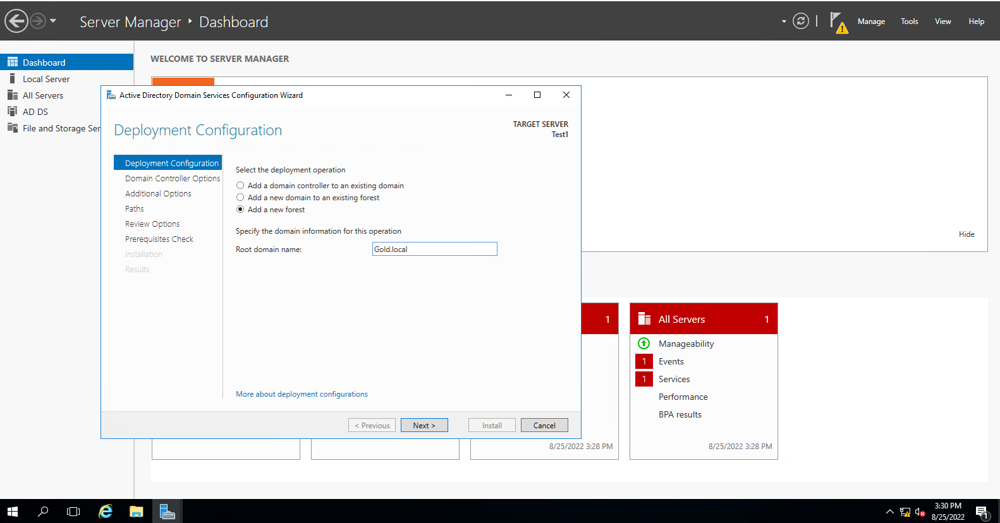 Server Manager ‣ Dashboard
Manage Tools View Help
Dashboard
Local Server
All Servers
AD DS
File and Storage Ser
WELCOME TO SERVER MANAGER
Active Directory Domain Services Configuration Wizard
Deployment Configuration
TARGET SERVER
Test1
Deployment Configuration
Domain Controller Options
Additional Options
Paths
Review Options
Prerequisites Check
Installation
Results
Select the deployment operation
Add a domain controller to an existing domain
Add a new domain to an existing forest
Add a new forest
Specify the domain information for this operation
Root domain name: Gold.local
More about deployment configurations
< Previous Next > Install Cancel
Hide
1
8/25/2022 3:28 PM
All Servers 1
Manageability
1 Events
1 Services
Performance
BPA results
8/25/2022 3:28 PM
3:30 PM
8/25/2022
1